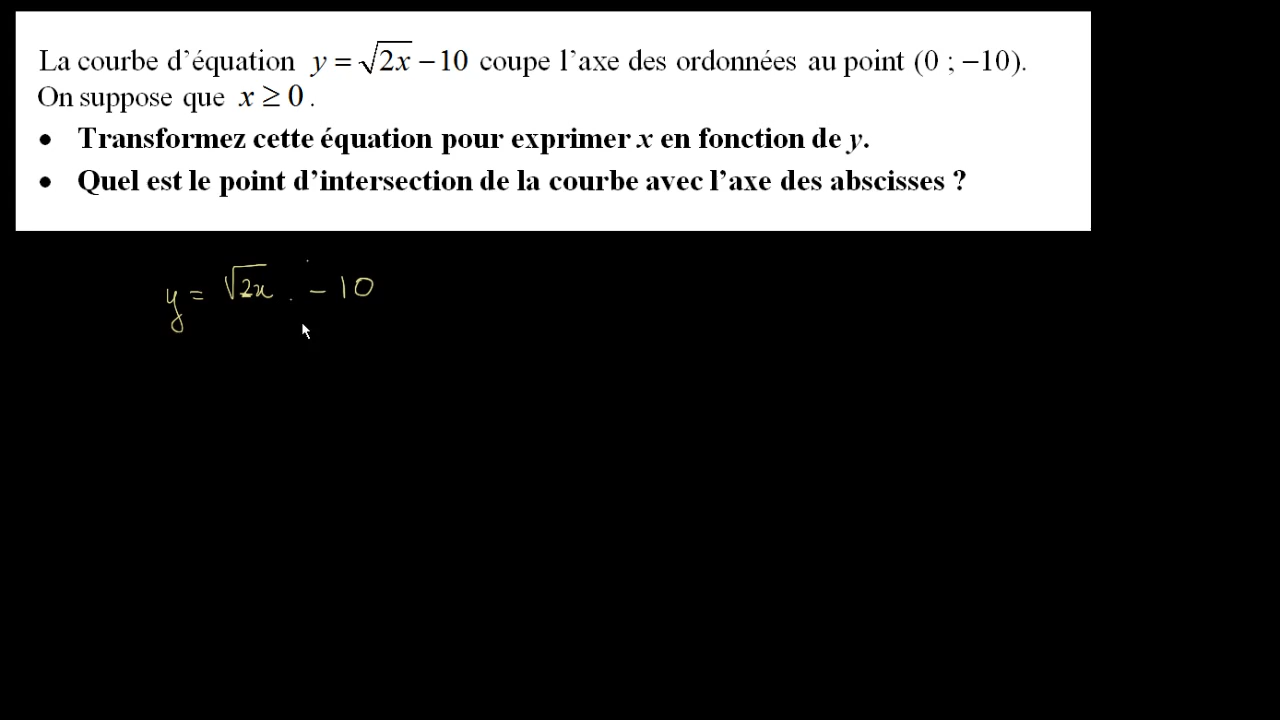 La courbe d'équation y = √2x − 10 coupe l'axe des ordonnées au point (0 ; −10).
On suppose que x ≥ 0 .
• Transformez cette équation pour exprimer x en fonction de y.
• Quel est le point d'intersection de la courbe avec l'axe des abscisses ?
y = √2x − 10